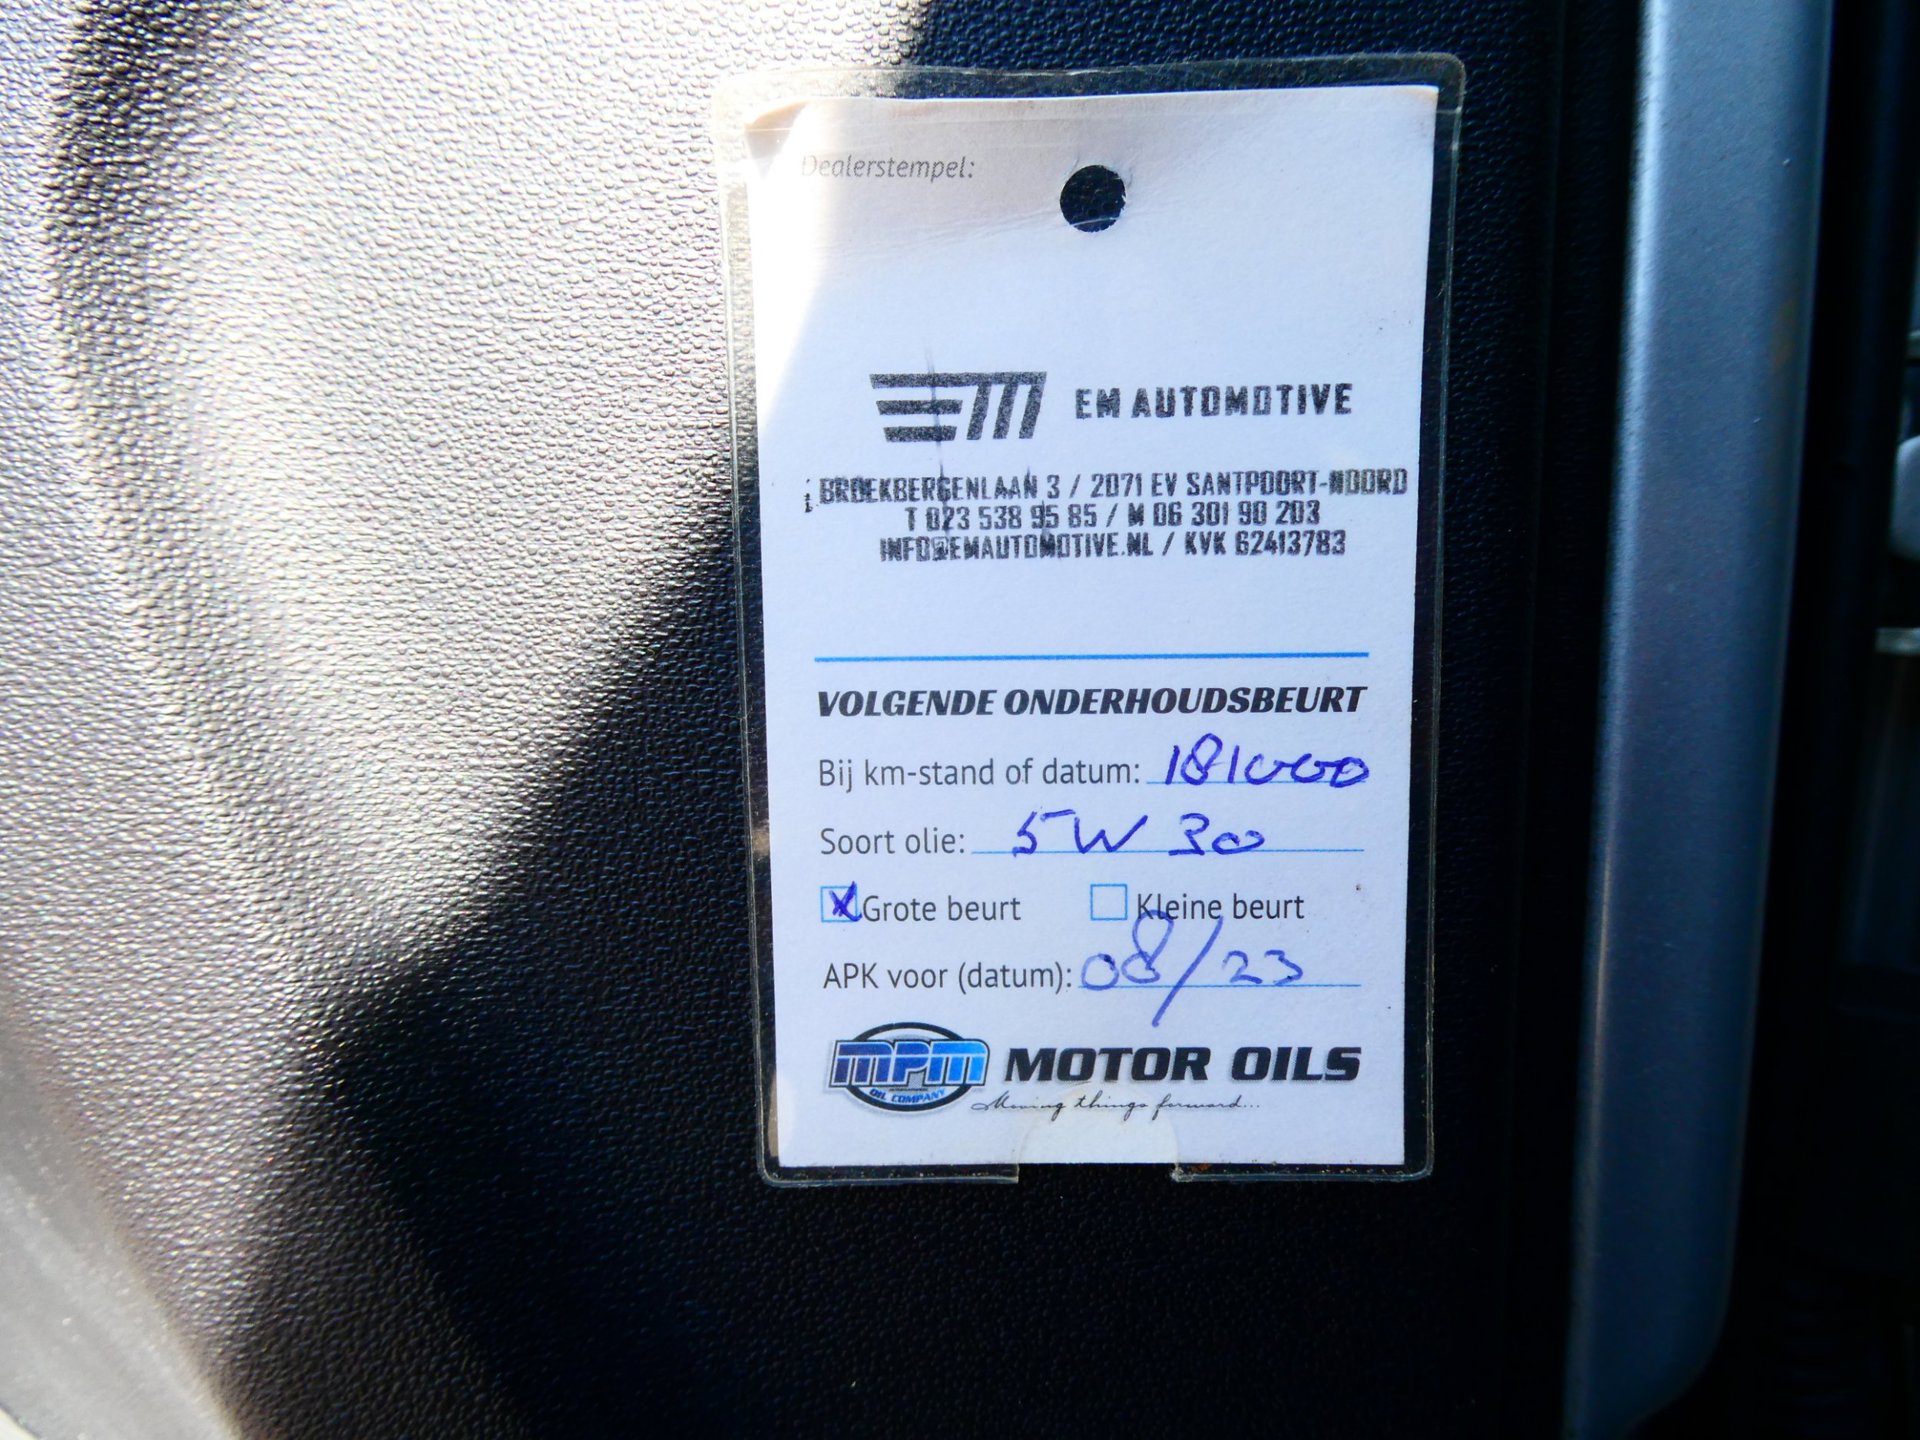 Dealerstempel:
EM EM AUTOMOTIVE
BROEKBERGENLAAN 3 / 2071 EV SANTPOORT-NOORD
T 023 538 95 85 / M 06 301 90 203
INFO@EMAUTOMOTIVE.NL / KVK 62413783
VOLGENDE ONDERHOUDSBEURT
Bij km-stand of datum: 181000
Soort olie: 5W 30
X Grote beurt Kleine beurt
APK voor (datum): 08/23
MPM INTERNATIONAL OIL COMPANY
MOTOR OILS
Moving things forward...